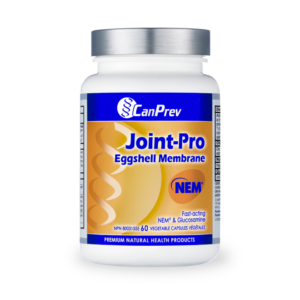 CanPrev
Joint-Pro
Eggshell Membrane
NEM®
Fast-acting
NEM® & Glucosamine
60 VEGETABLE CAPSULES VÉGÉTALES
PREMIUM NATURAL HEALTH PRODUCTS